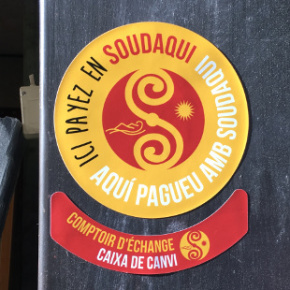 ICI PAYEZ EN SOUDAQUI
AQUÍ PAGUEU AMB SOUDAQUI
COMPTOIR D'ÉCHANGE
CAIXA DE CANVI